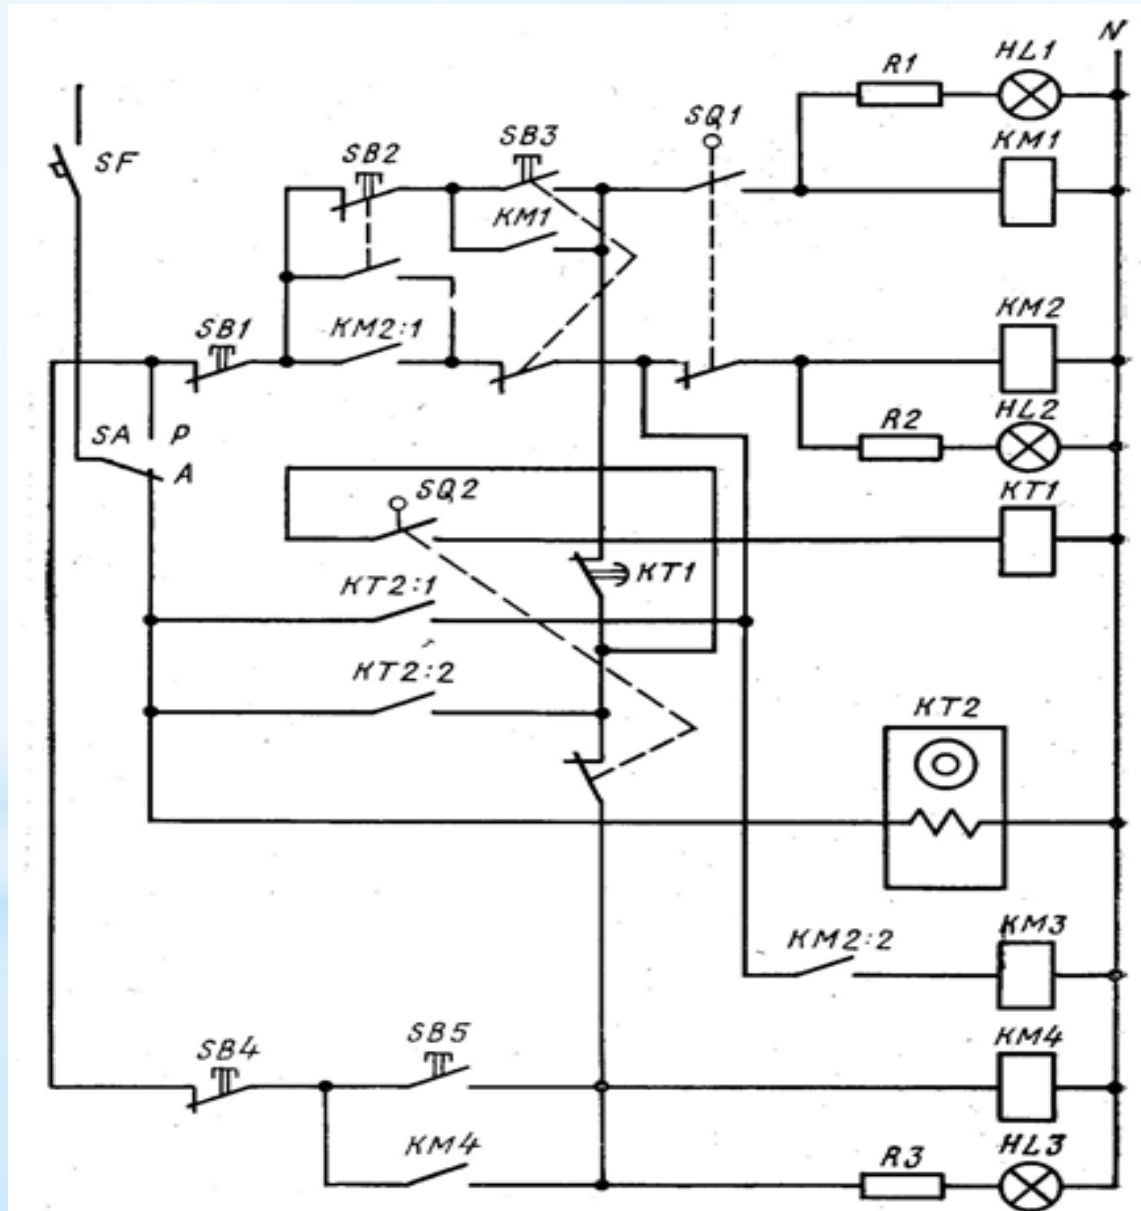 N
R1 HL1
SF SB2 SB3 SQ1 KM1
KM1
SB1 KM2:1 KM2
SA P R2 HL2
A
SQ2 KT1
KT2:1 KT1
KT2:2 KT2
KM2:2 KM3
SB4 SB5 KM4
KM4 R3 HL3